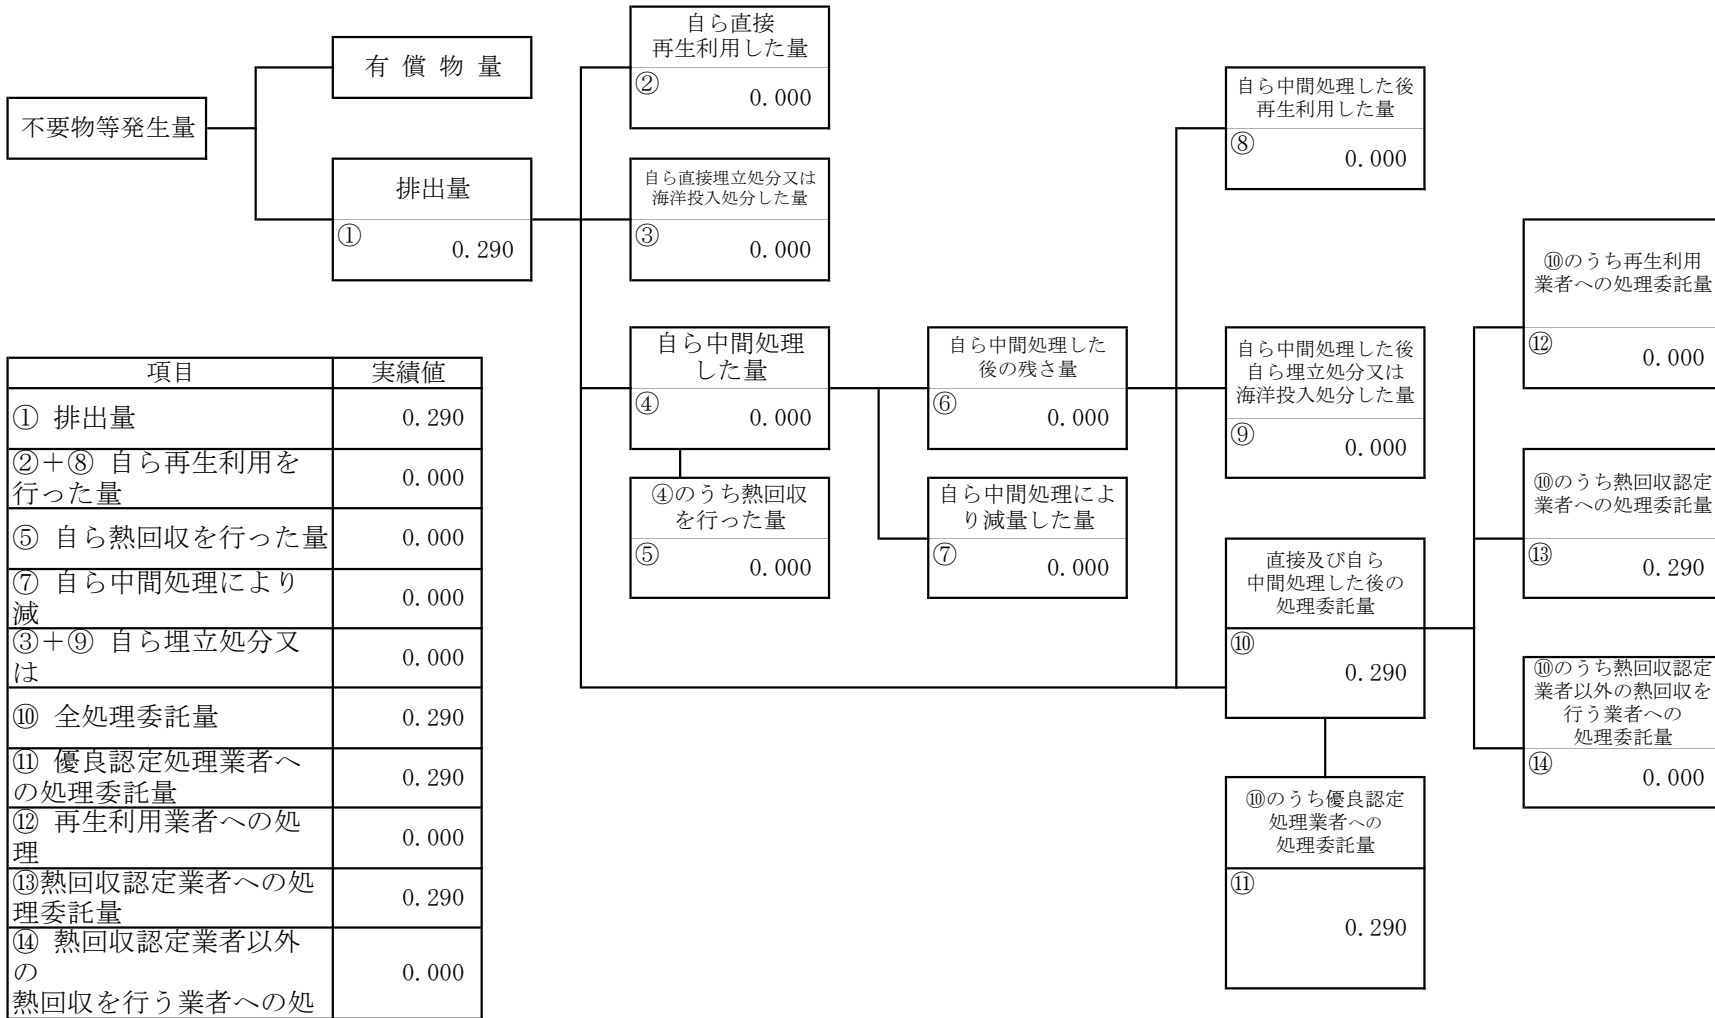 不要物等発生量
有 償 物 量
排出量
①
0.290
自ら直接
再生利用した量
②
0.000
自ら直接埋立処分又は
海洋投入処分した量
③
0.000
自ら中間処理
した量
④
0.000
④のうち熱回収
を行った量
⑤
0.000
自ら中間処理した
後の残さ量
⑥
0.000
自ら中間処理によ
り減量した量
⑦
0.000
自ら中間処理した後
再生利用した量
⑧
0.000
自ら中間処理した後
自ら埋立処分又は
海洋投入処分した量
⑨
0.000
直接及び自ら
中間処理した後の
処理委託量
⑩
0.290
⑩のうち優良認定
処理業者への
処理委託量
⑪
0.290
⑩のうち再生利用
業者への処理委託量
⑫
0.000
⑩のうち熱回収認定
業者への処理委託量
⑬
0.290
⑩のうち熱回収認定
業者以外の熱回収を
行う業者への
処理委託量
⑭
0.000
項目 実績値
① 排出量 0.290
②＋⑧ 自ら再生利用を
行った量 0.000
⑤ 自ら熱回収を行った量 0.000
⑦ 自ら中間処理により
減 0.000
③＋⑨ 自ら埋立処分又
は 0.000
⑩ 全処理委託量 0.290
⑪ 優良認定処理業者へ
の処理委託量 0.290
⑫ 再生利用業者への処
理 0.000
⑬熱回収認定業者への処
理委託量 0.290
⑭ 熱回収認定業者以外
の 0.000
熱回収を行う業者への処